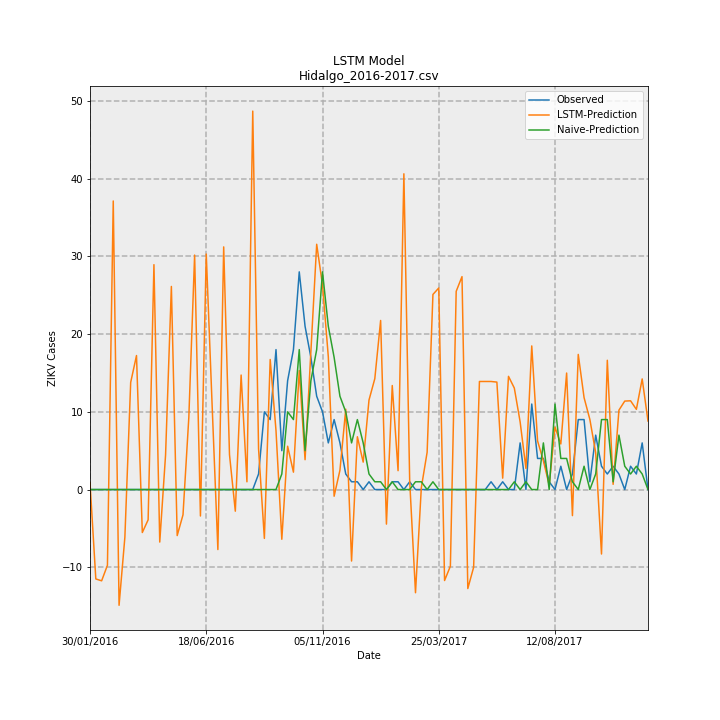 LSTM Model
Hidalgo_2016-2017.csv
Observed
LSTM-Prediction
Naive-Prediction
ZIKV Cases
50
40
30
20
10
0
−10
30/01/2016
18/06/2016
05/11/2016
25/03/2017
12/08/2017
Date